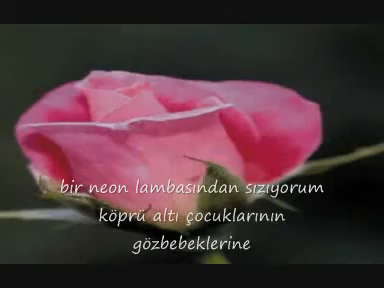 bir neon lambasından sızıyorum
köprü altı çocuklarının
gözbebeklerine